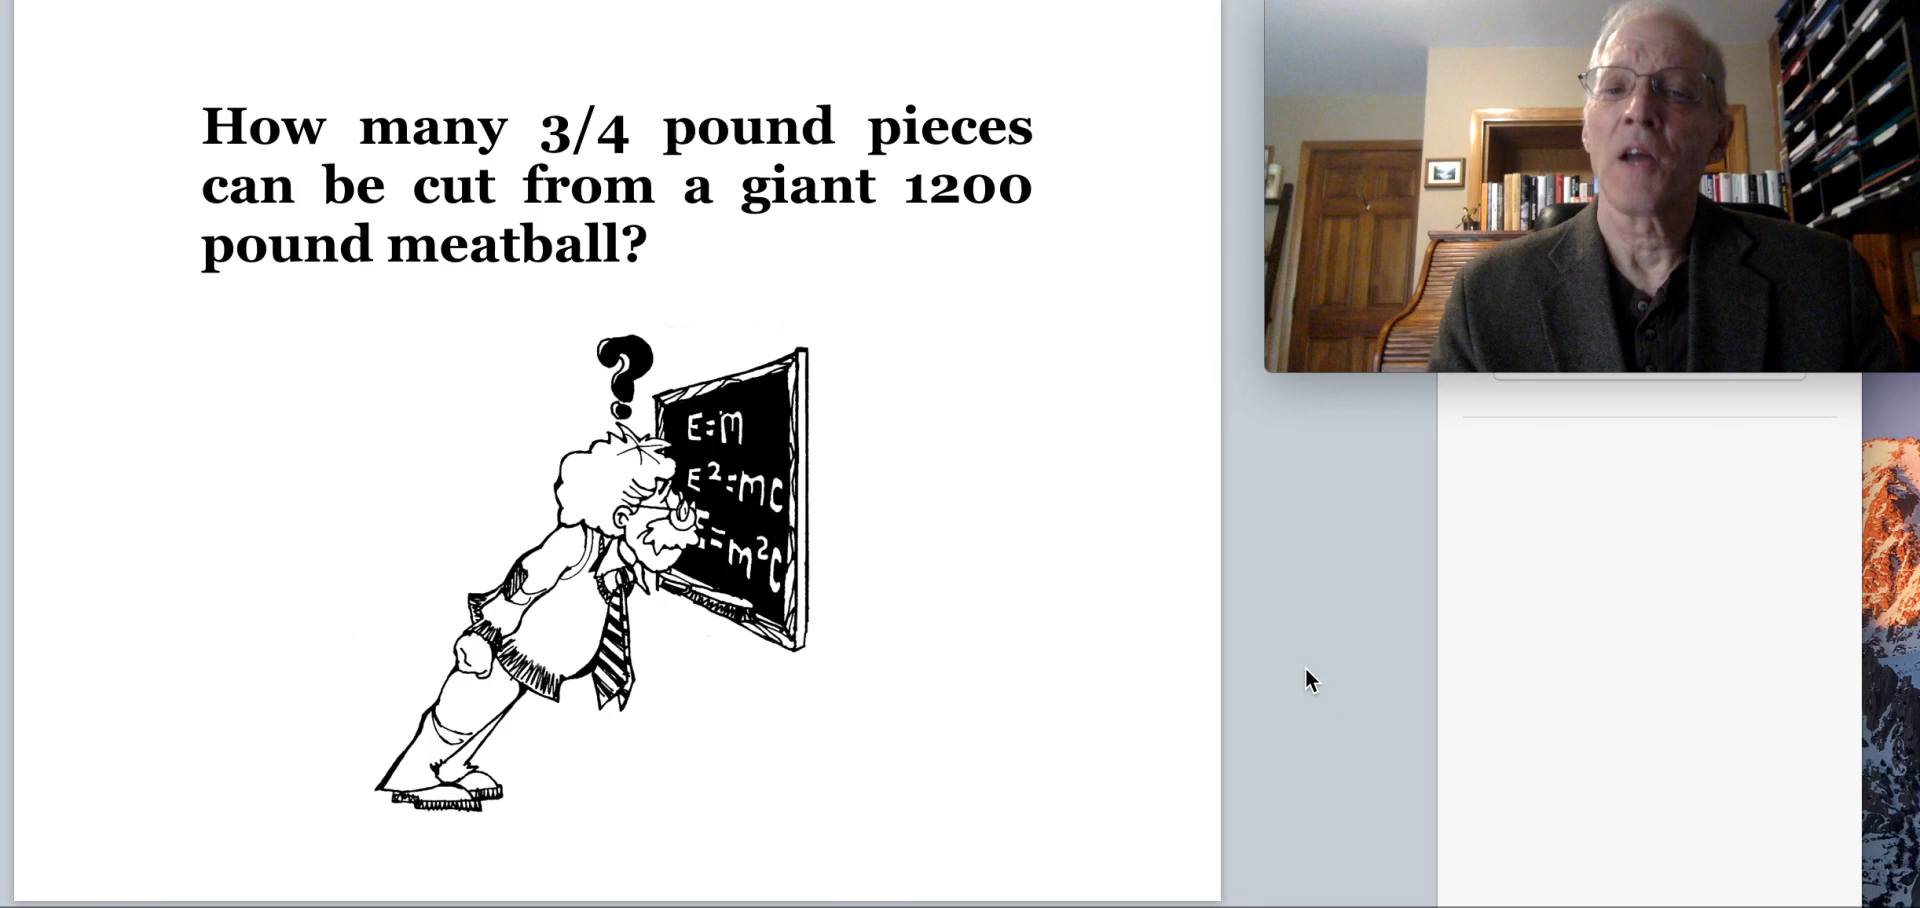 How many 3/4 pound pieces
can be cut from a giant 1200
pound meatball?
?
E=m
E²=mc
E=m²c